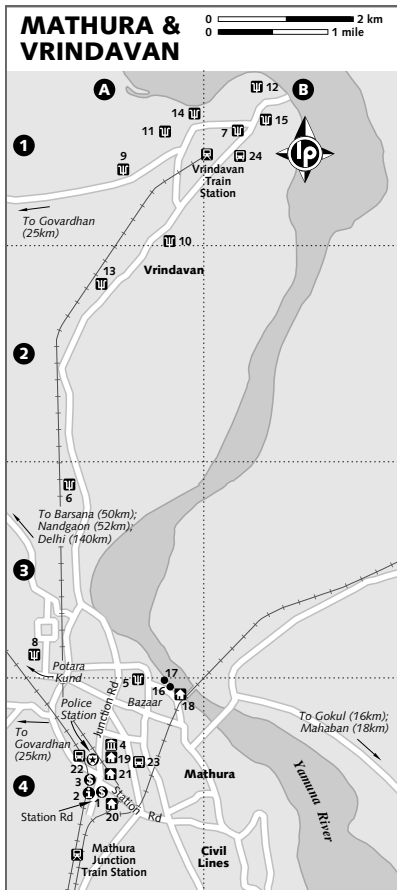 MATHURA &
VRINDAVAN
0 2 km
0 1 mile
A
B
12
14
11
7
15
1
9
24
lp
Vrindavan
Train
Station
To Govardhan
(25km)
10
Vrindavan
13
2
6
To Barsana (50km);
Nandgaon (52km);
Delhi (140km)
3
8
Potara
Kund
17
16
5
Bazaar
18
Police
Station
Junction Rd
To Gokul (16km);
Mahaban (18km)
To
Govardhan
(25km)
4
22
19
23
Mathura
3
21
4
2
1
Station Rd
Station Rd
20
Yamuna River
Mathura
Junction
Train Station
Civil
Lines